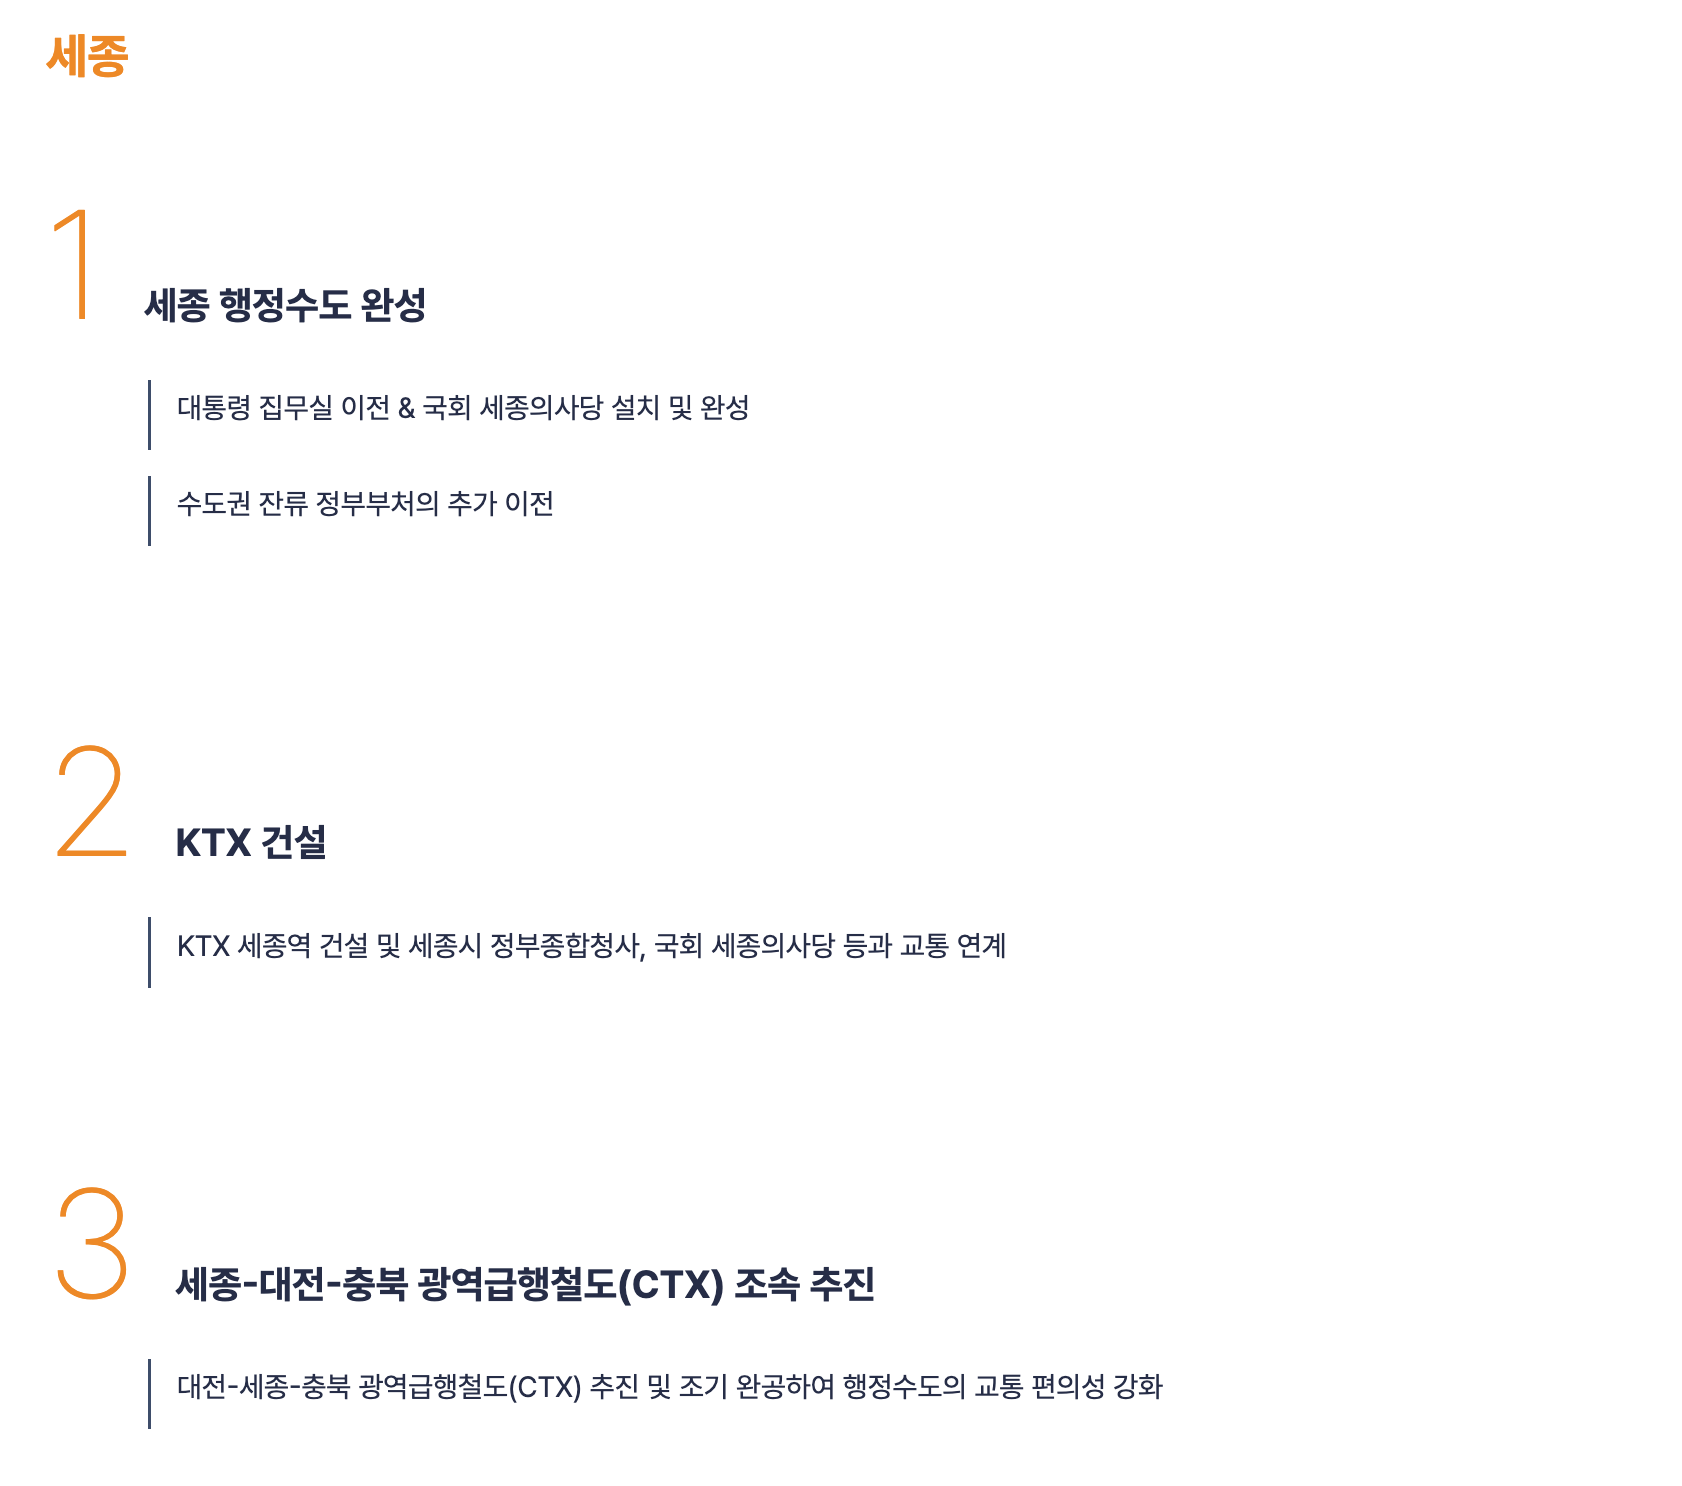 세종
1
세종 행정수도 완성
대통령 집무실 이전 & 국회 세종의사당 설치 및 완성
수도권 잔류 정부부처의 추가 이전
2
KTX 건설
KTX 세종역 건설 및 세종시 정부종합청사, 국회 세종의사당 등과 교통 연계
3
세종-대전-충북 광역급행철도(CTX) 조속 추진
대전-세종-충북 광역급행철도(CTX) 추진 및 조기 완공하여 행정수도의 교통 편의성 강화